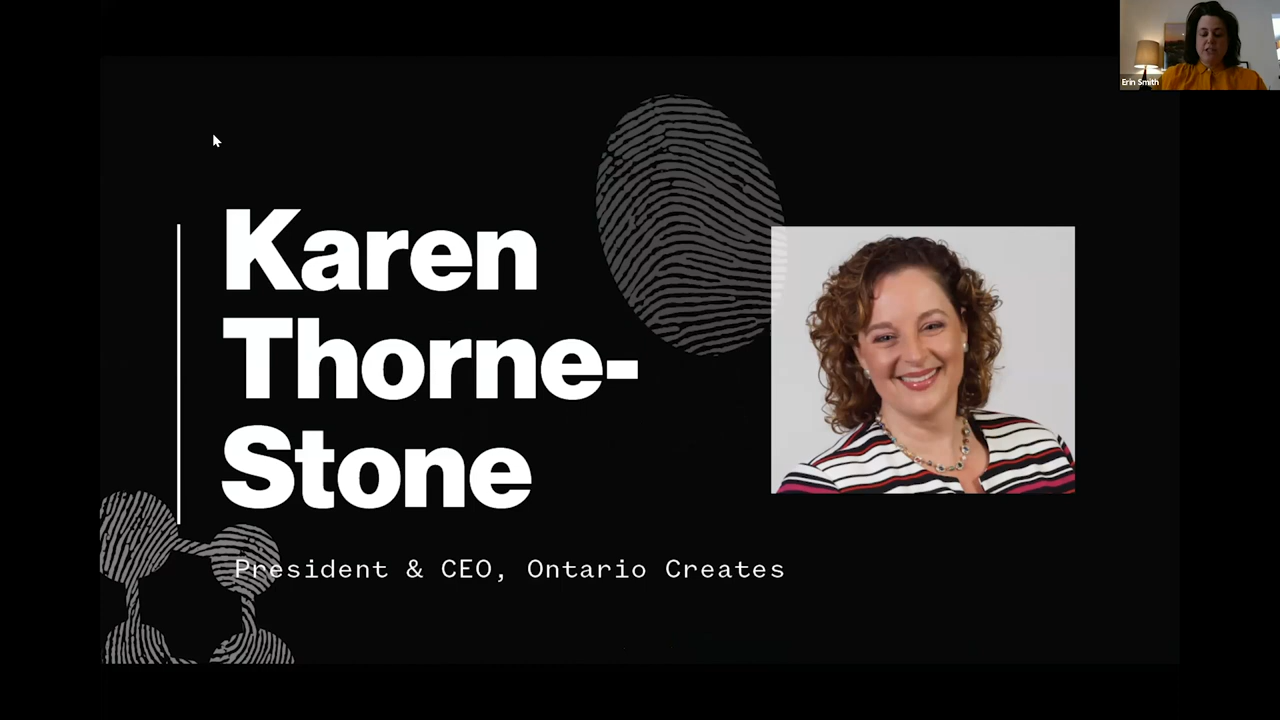 Erin Smith
Karen
Thorne-
Stone
President & CEO, Ontario Creates